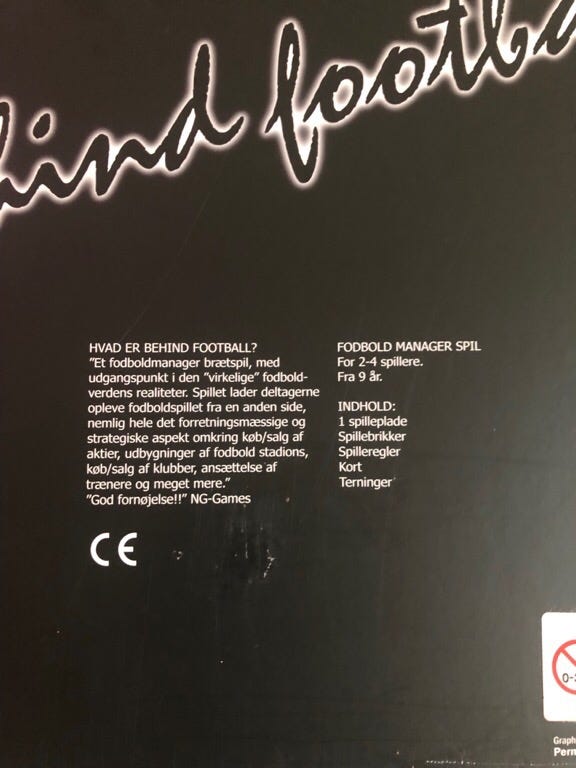 hind footba
HVAD ER BEHIND FOOTBALL?
"Et fodboldmanager brætspil, med
udgangspunkt i den "virkelige" fodbold-
verdens realiteter. Spillet lader deltagerne
opleve fodboldspillet fra en anden side,
nemlig hele det forretningsmæssige og
strategiske aspekt omkring køb/salg af
aktier, udbygninger af fodbold stadions,
køb/salg af klubber, ansættelse af
trænere og meget mere."
"God fornøjelse!!" NG-Games
CE
FODBOLD MANAGER SPIL
For 2-4 spillere.
Fra 9 år.
INDHOLD:
1 spilleplade
Spillebrikker
Spilleregler
Kort
Terninger
0-
Graph
Perm